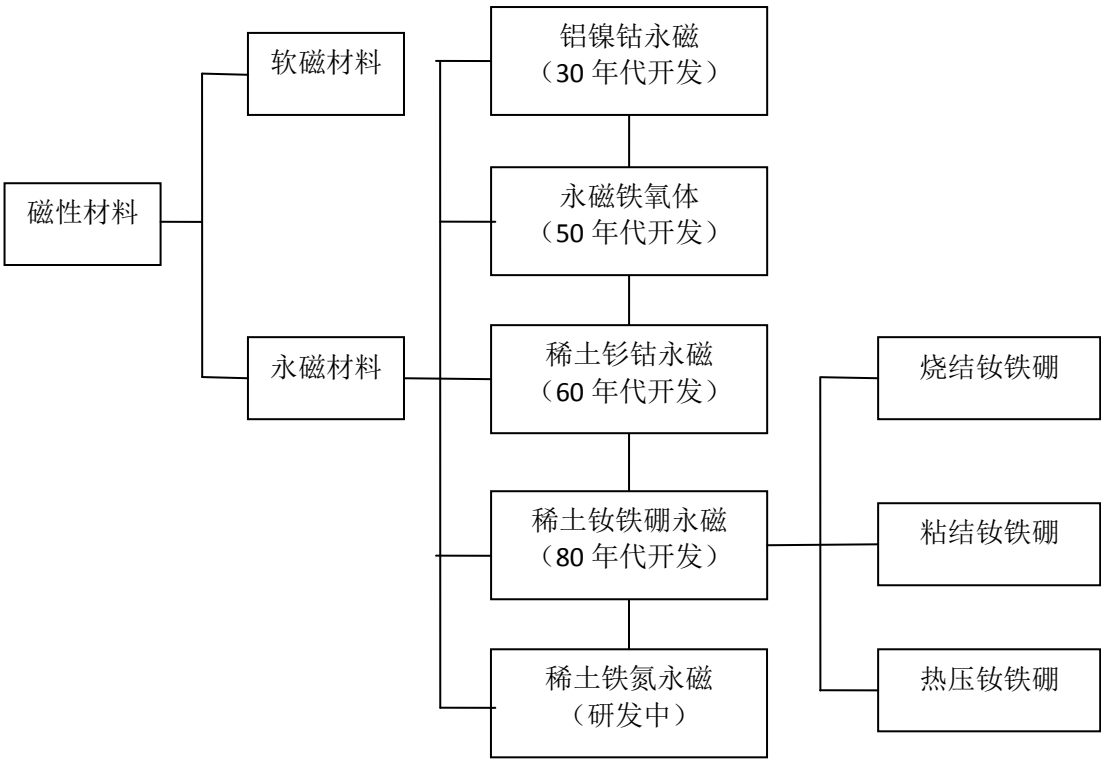 磁性材料
软磁材料
永磁材料
铝镍钴永磁
（30 年代开发）
永磁铁氧体
（50 年代开发）
稀土钐钴永磁
（60 年代开发）
稀土钕铁硼永磁
（80 年代开发）
稀土铁氮永磁
（研发中）
烧结钕铁硼
粘结钕铁硼
热压钕铁硼